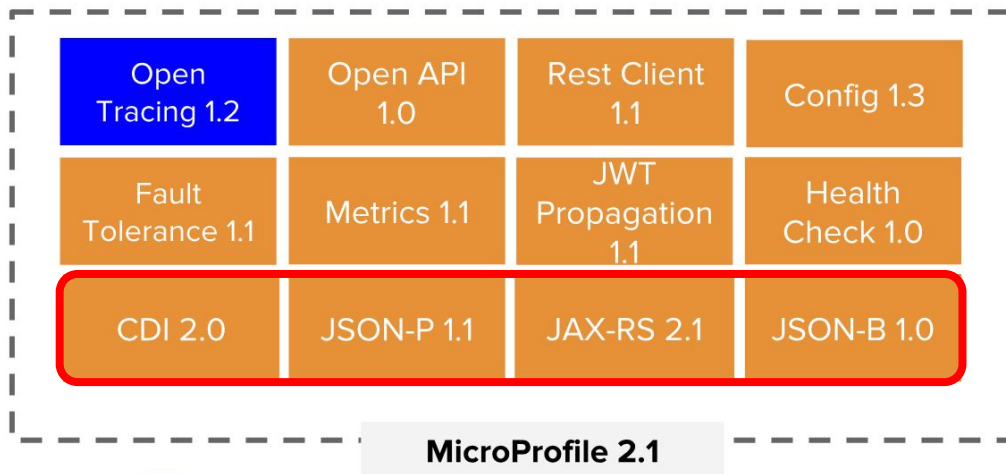 Open
Tracing 1.2
Open API
1.0
Rest Client
1.1
Config 1.3
Fault
Tolerance 1.1
Metrics 1.1
JWT
Propagation
1.1
Health
Check 1.0
CDI 2.0
JSON-P 1.1
JAX-RS 2.1
JSON-B 1.0
MicroProfile 2.1